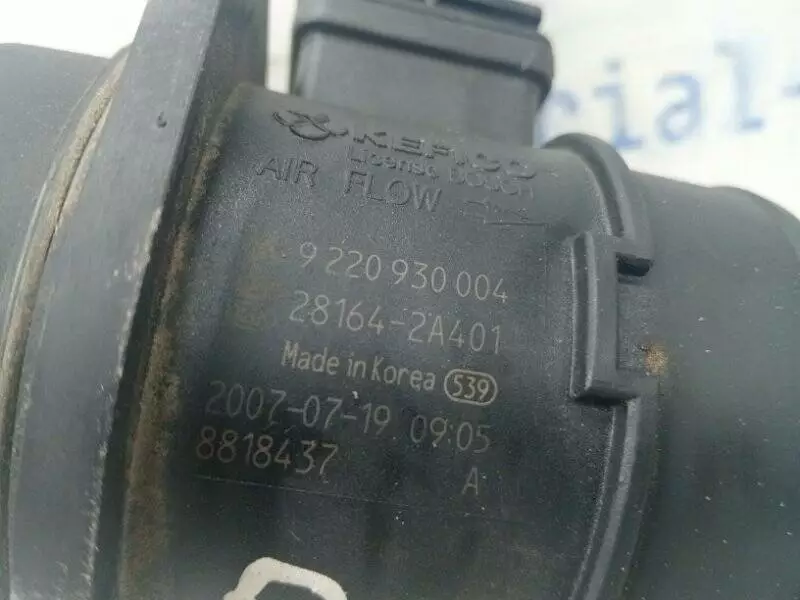 KEFICO
License BOSCH
AIR FLOW
9 220 930 004
28164-2A401
Made in Korea 539
2007-07-19 09:05
8818437 A